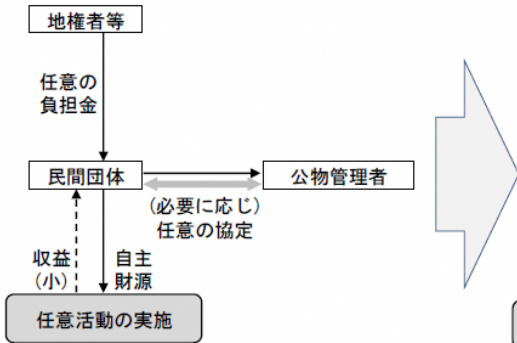 地権者等
任意の
負担金
民間団体
公物管理者
(必要に応じ)
任意の協定
収益
(小)
自主
財源
任意活動の実施